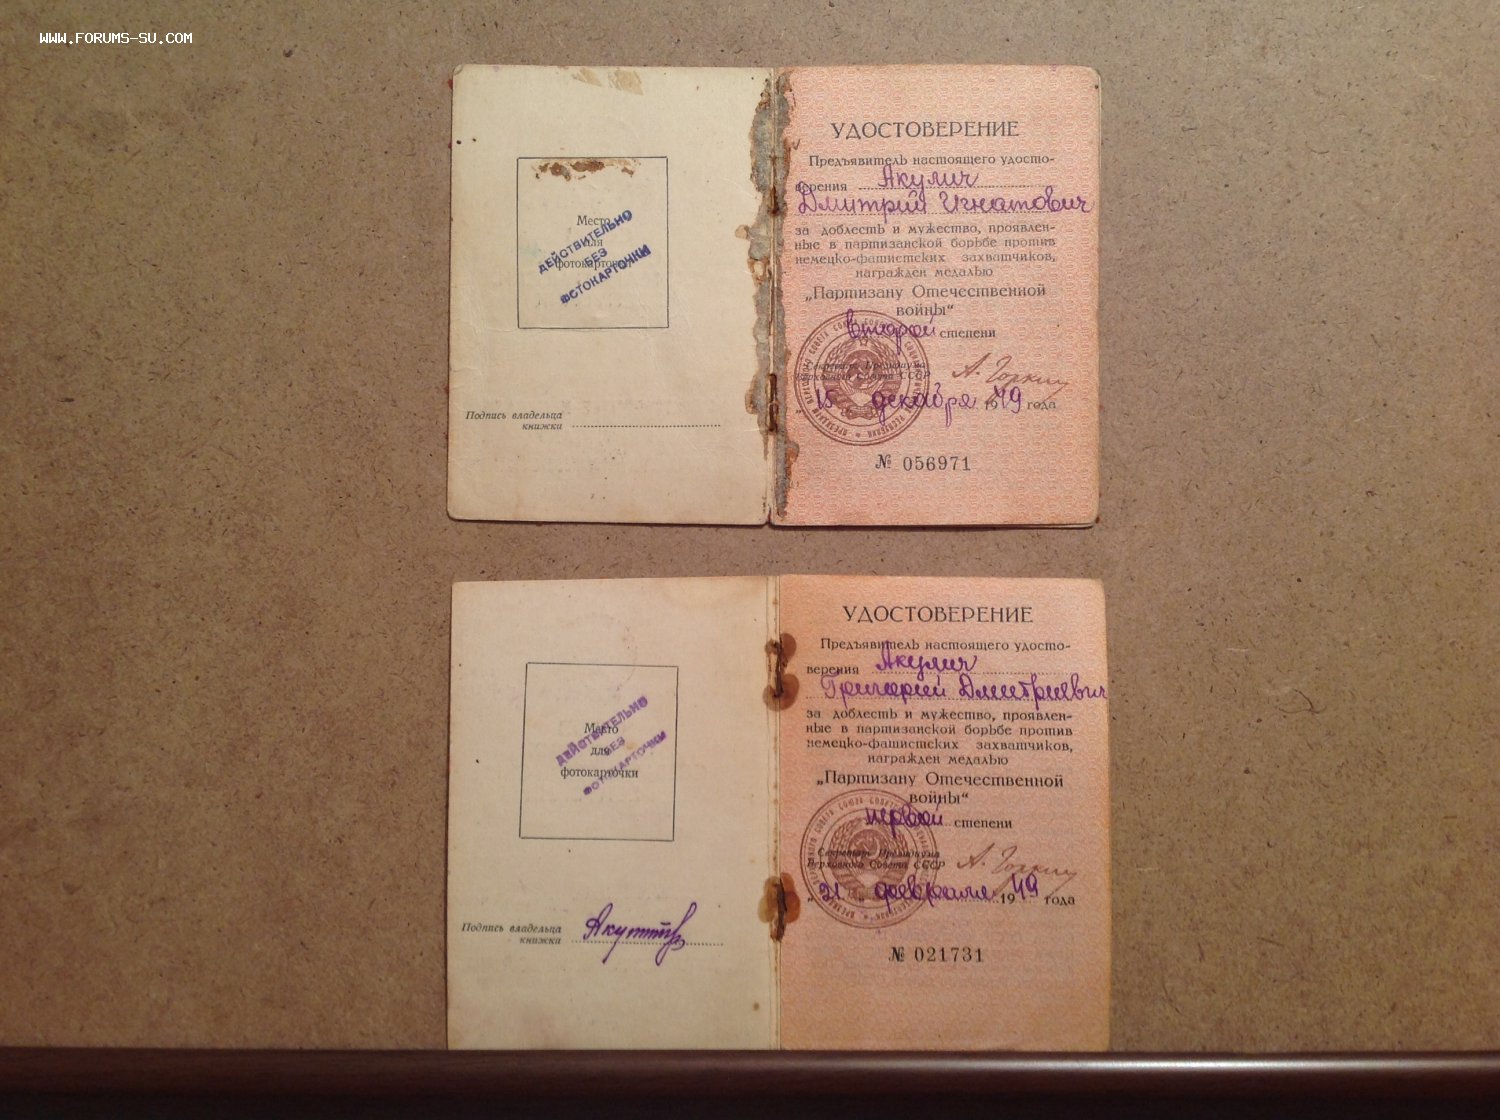 WWW.FORUMS-SU.COM
Место
для
фотокарточки
ДЕЙСТВИТЕЛЬНО
БЕЗ
ФОТОКАРТОЧКИ
Подпись владельца
книжки
УДОСТОВЕРЕНИЕ
Предъявитель настоящего удосто-
верения Акулич
Дмитрий Игнатович
за доблесть и мужество, проявлен-
ные в партизанской борьбе против
немецко-фашистских захватчиков,
награжден медалью
„Партизану Отечественной
войны“
второй степени
Секретарь Президиума
Верховного Совета СССР
А. Горкин
„15 декабря 1949 года
№ 056971
Место
для
фотокарточки
ДЕЙСТВИТЕЛЬНО
БЕЗ
ФОТОКАРТОЧКИ
Подпись владельца
книжки
УДОСТОВЕРЕНИЕ
Предъявитель настоящего удосто-
верения Акулич
Григорий Дмитриевич
за доблесть и мужество, проявлен-
ные в партизанской борьбе против
немецко-фашистских захватчиков,
награжден медалью
„Партизану Отечественной
войны“
первой степени
Секретарь Президиума
Верховного Совета СССР
А. Горкин
„21“ февраля 1949 года
№ 021731